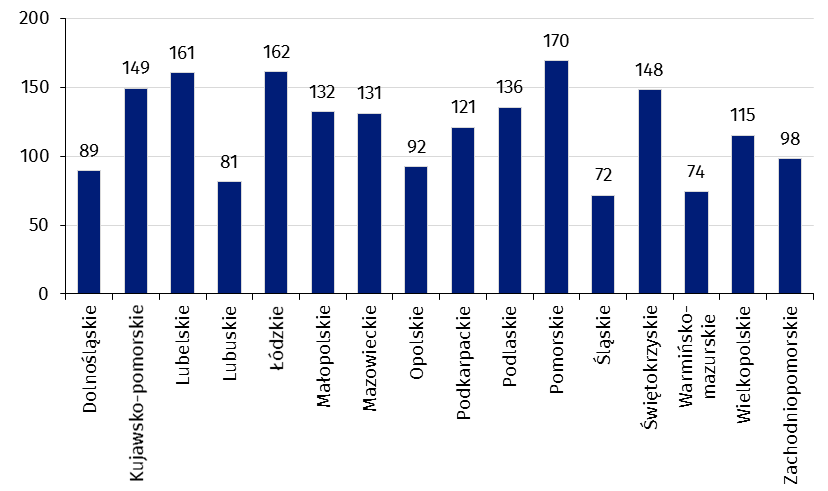 200
150
100
50
0
89
149
161
81
162
132
131
92
121
136
170
72
148
74
115
98
Dolnośląskie
Kujawsko-pomorskie
Lubelskie
Lubuskie
Łódzkie
Małopolskie
Mazowieckie
Opolskie
Podkarpackie
Podlaskie
Pomorskie
Śląskie
Świętokrzyskie
Warmińsko-
mazurskie
Wielkopolskie
Zachodniopomorskie